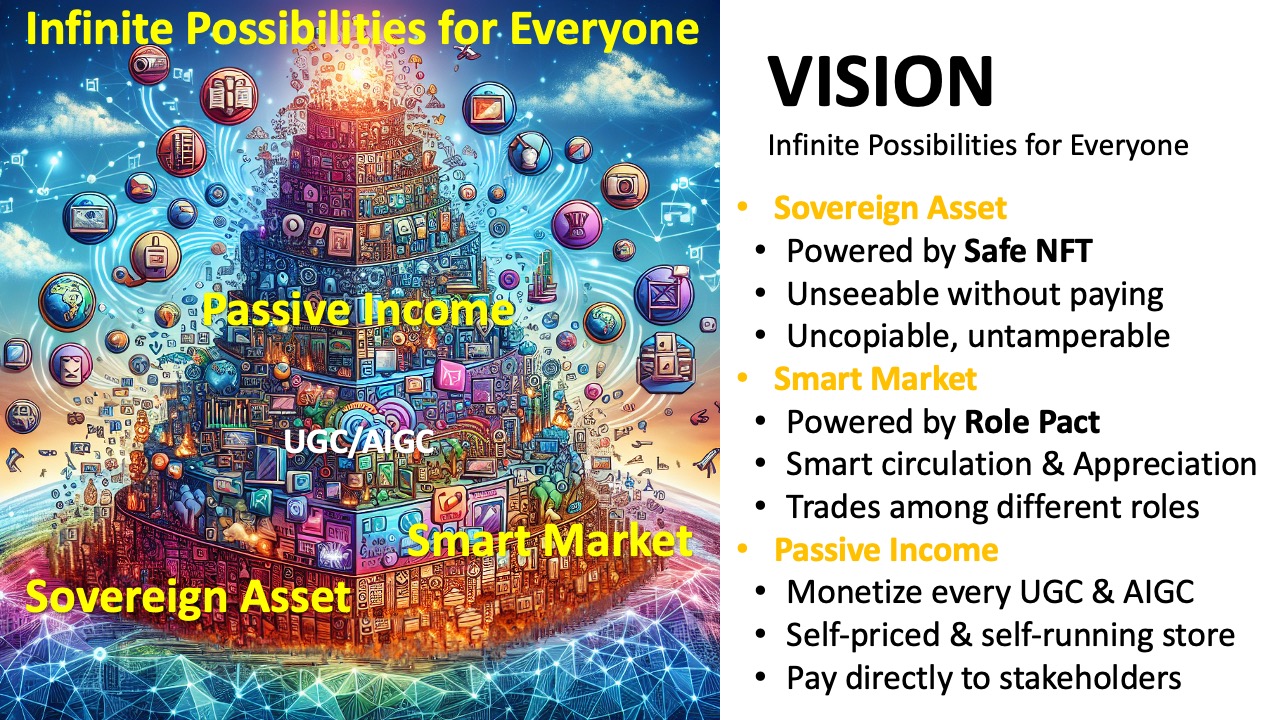 Infinite Possibilities for Everyone
Passive Income
UGC/AIGC
Smart Market
Sovereign Asset
VISION
Infinite Possibilities for Everyone
• Sovereign Asset
• Powered by Safe NFT
• Unseeable without paying
• Uncopiable, untamperable
• Smart Market
• Powered by Role Pact
• Smart circulation & Appreciation
• Trades among different roles
• Passive Income
• Monetize every UGC & AIGC
• Self-priced & self-running store
• Pay directly to stakeholders